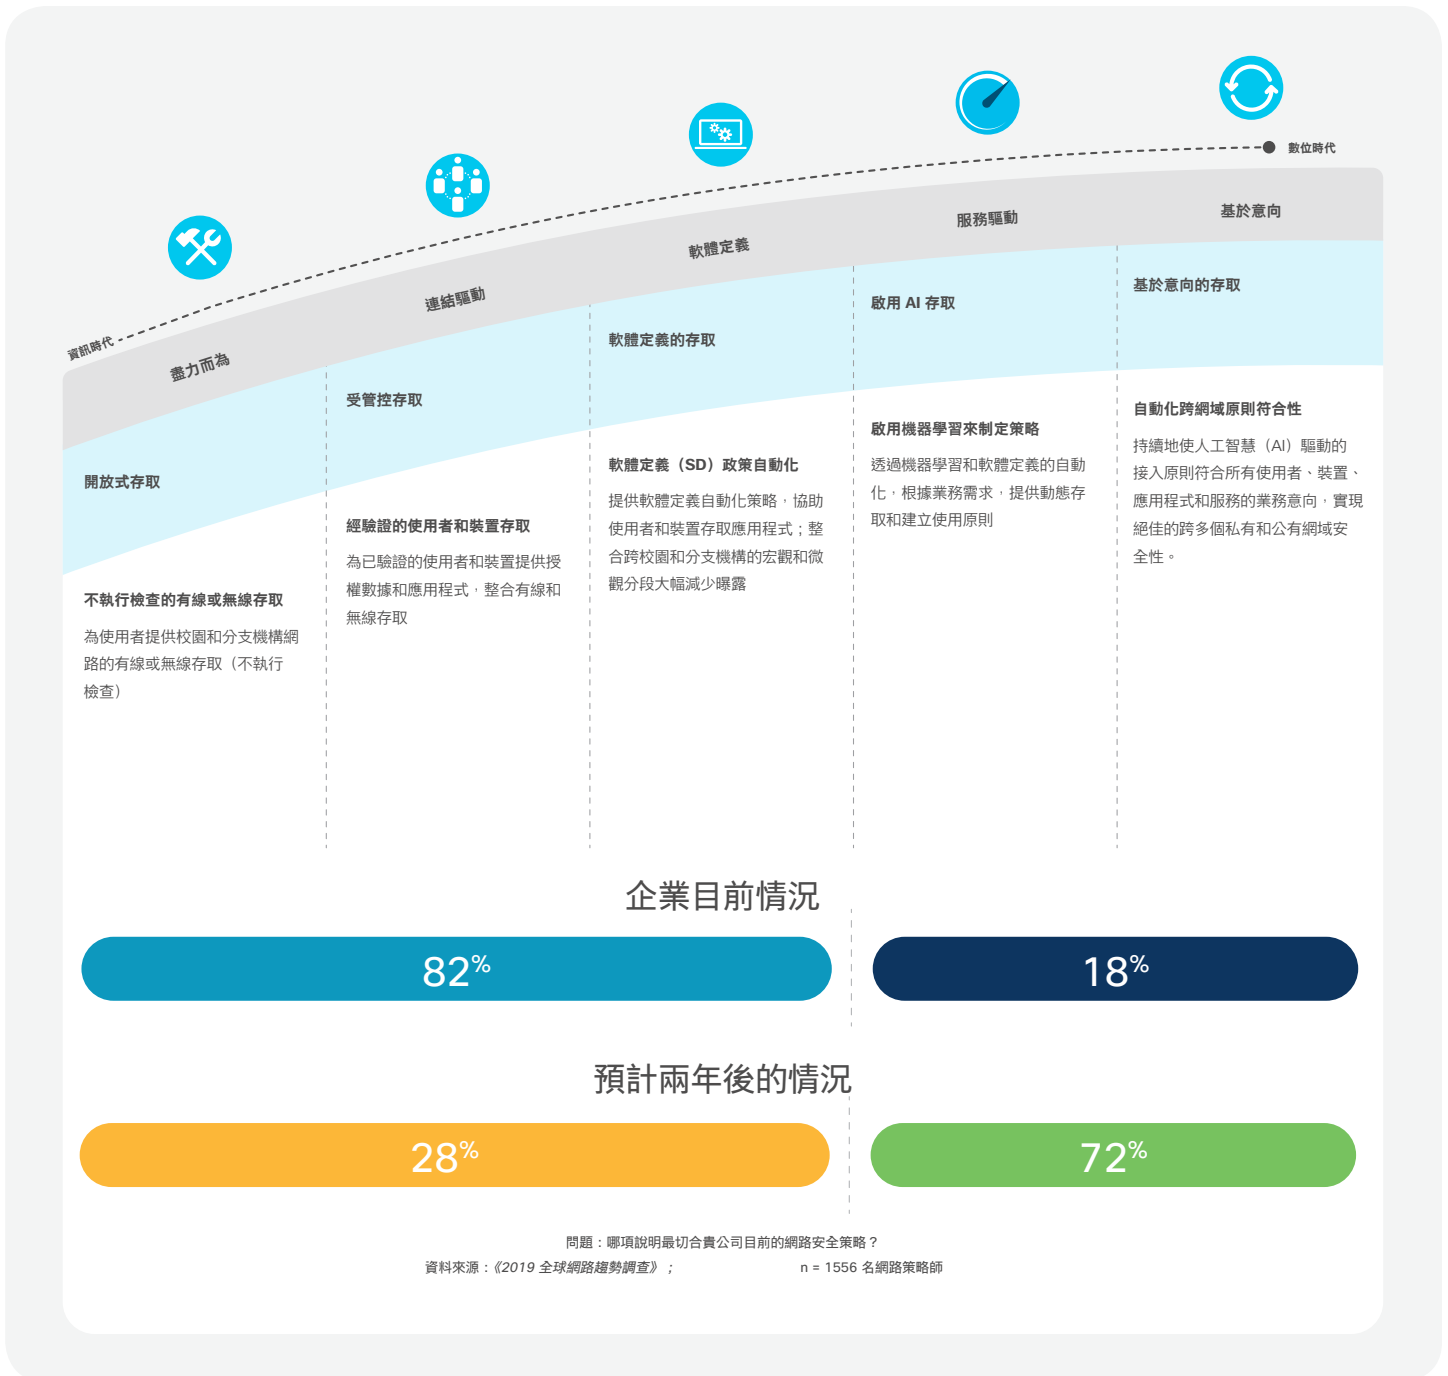 資訊時代
數位時代
盡力而為
連結驅動
軟體定義
服務驅動
基於意向
開放式存取
不執行檢查的有線或無線存取
為使用者提供校園和分支機構網
路的有線或無線存取（不執行
檢查）
受管控存取
經驗證的使用者和裝置存取
為已驗證的使用者和裝置提供授
權數據和應用程式，整合有線和
無線存取
軟體定義的存取
軟體定義（SD）政策自動化
提供軟體定義自動化策略，協助
使用者和裝置存取應用程式；整
合跨校園和分支機構的宏觀和微
觀分段大幅減少曝露
啟用 AI 存取
啟用機器學習來制定策略
透過機器學習和軟體定義的自動
化，根據業務需求，提供動態存
取和建立使用原則
基於意向的存取
自動化跨網域原則符合性
持續地使人工智慧（AI）驅動的
接入原則符合所有使用者、裝置、
應用程式和服務的業務意向，實現
絕佳的跨多個私有和公有網域安
全性。
企業目前情況
82%
18%
預計兩年後的情況
28%
72%
問題：哪項說明最切合貴公司目前的網路安全策略？
資料來源：《2019 全球網路趨勢調查》； n = 1556 名網路策略師